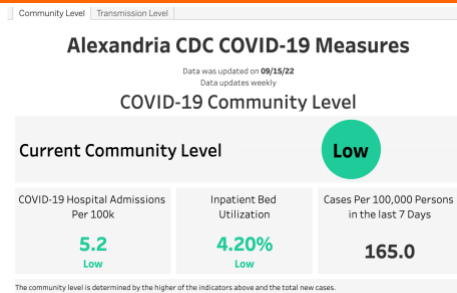 Community Level
Transmission Level
Alexandria CDC COVID-19 Measures
Data was updated on 09/15/22
Data updates weekly
COVID-19 Community Level
Current Community Level
Low
COVID-19 Hospital Admissions
Per 100k
5.2
Low
Inpatient Bed
Utilization
4.20%
Low
Cases Per 100,000 Persons
in the last 7 Days
165.0
The community level is determined by the higher of the indicators above and the total new cases.